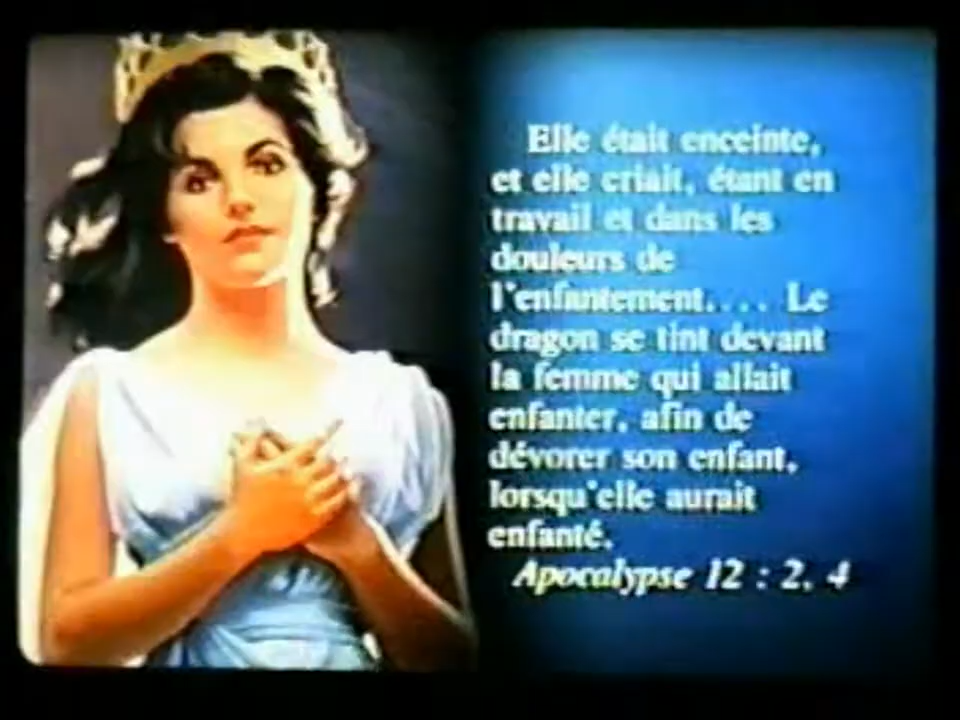 Elle était enceinte,
et elle criait, étant en
travail et dans les
douleurs de
l'enfantement.... Le
dragon se tint devant
la femme qui allait
enfanter, afin de
dévorer son enfant,
lorsqu'elle aurait
enfanté.
Apocalypse 12 : 2, 4